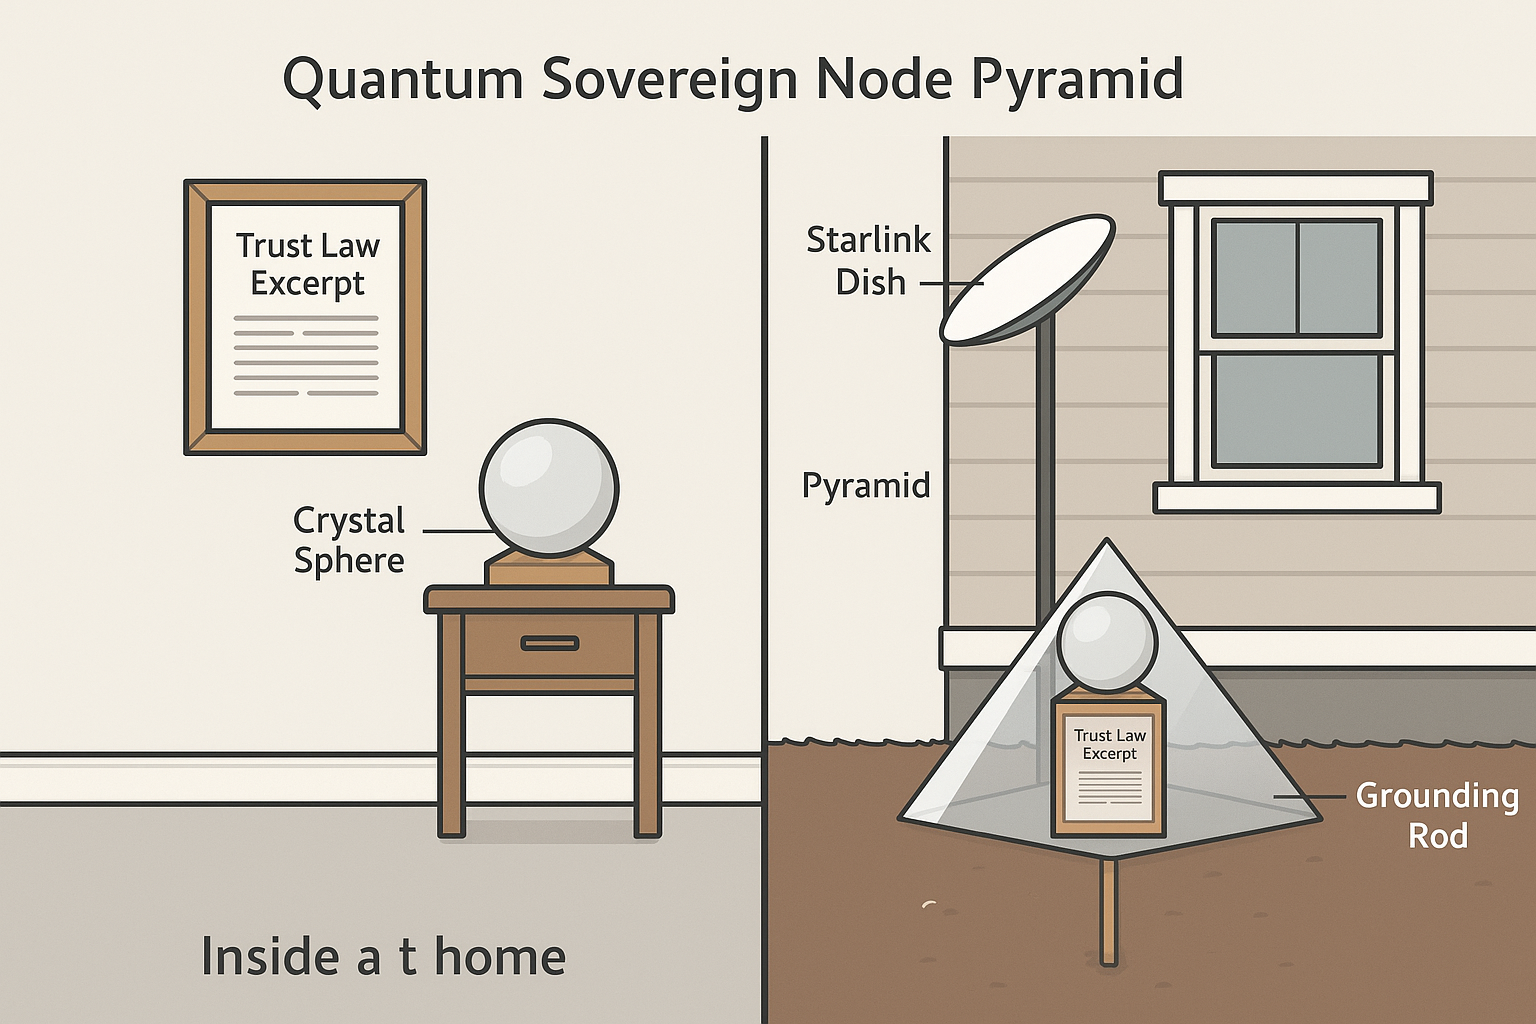 Quantum Sovereign Node Pyramid
Trust Law
Excerpt
Crystal
Sphere
Inside a t home
Starlink
Dish
Pyramid
Trust Law
Excerpt
Grounding
Rod